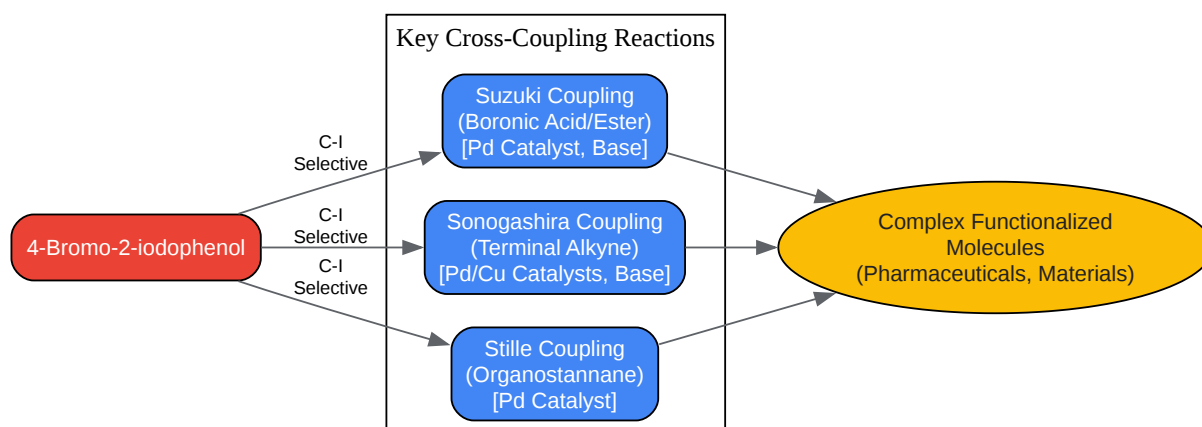 Key Cross-Coupling Reactions
Suzuki Coupling
(Boronic Acid/Ester)
[Pd Catalyst, Base]
C-I
Selective
4-Bromo-2-iodophenol
C-I
Selective
Sonogashira Coupling
(Terminal Alkyne)
[Pd/Cu Catalysts, Base]
C-I
Selective
Stille Coupling
(Organostannane)
[Pd Catalyst]
Complex Functionalized
Molecules
(Pharmaceuticals, Materials)